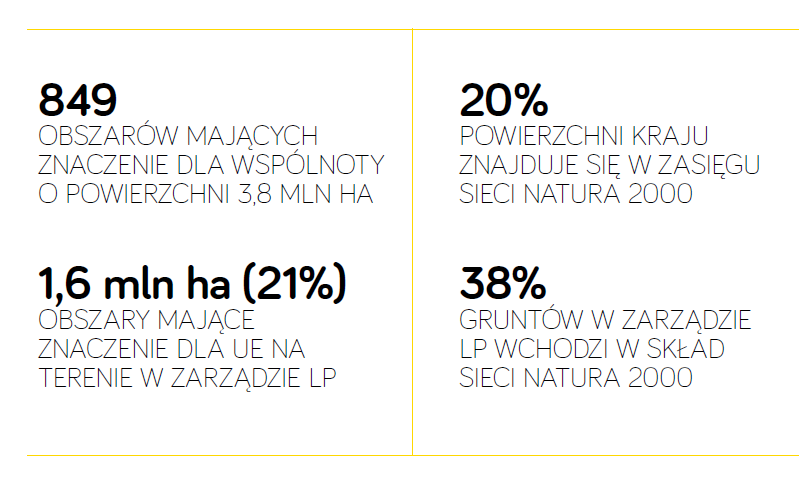 849
OBSZARÓW MAJĄCYCH
ZNACZENIE DLA WSPÓLNOTY
O POWIERZCHNI 3,8 MLN HA
20%
POWIERZCHNI KRAJU
ZNAJDUJE SIĘ W ZASIĘGU
SIECI NATURA 2000
1,6 mln ha (21%)
OBSZARY MAJĄCE
ZNACZENIE DLA UE NA
TERENIE W ZARZĄDZIE LP
38%
GRUNTÓW W ZARZĄDZIE
LP WCHODZI W SKŁAD
SIECI NATURA 2000